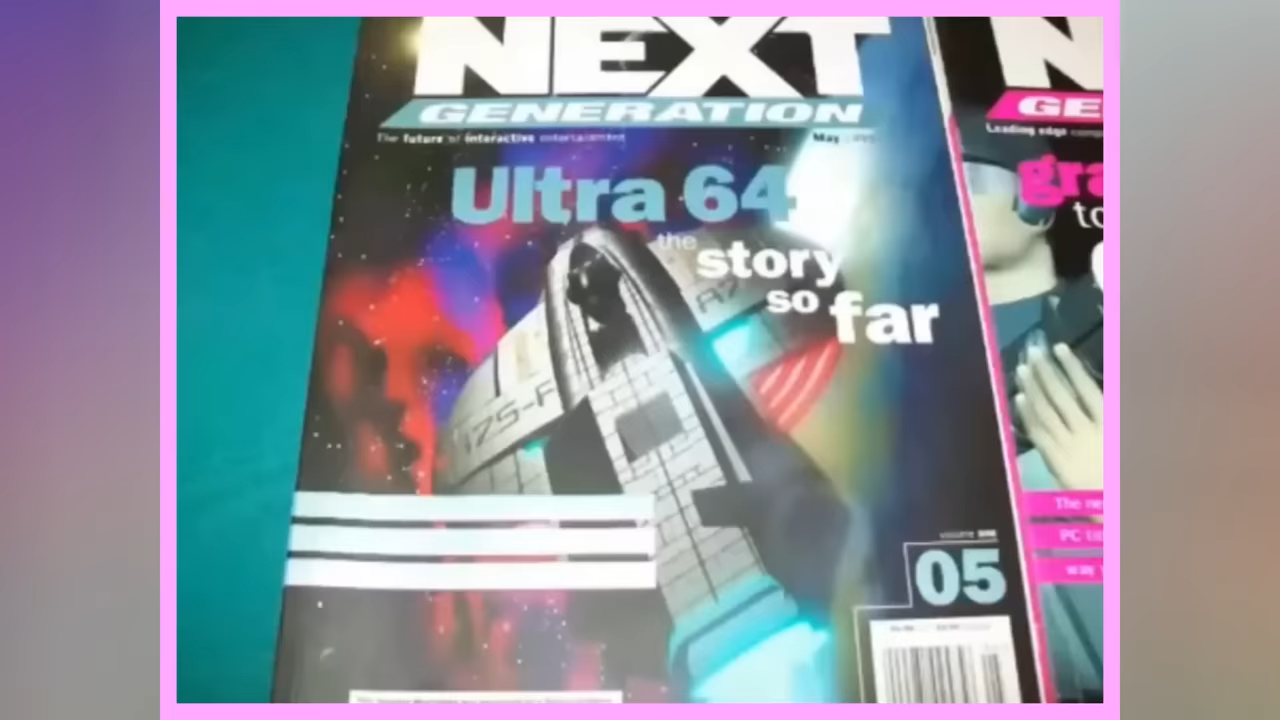 NEXT
GENERATION
The future of interactive entertainment
May
Ultra 64
the
story
so far
volume one
05
N
GE
Leading edge
gra
to
The ne
PC
way